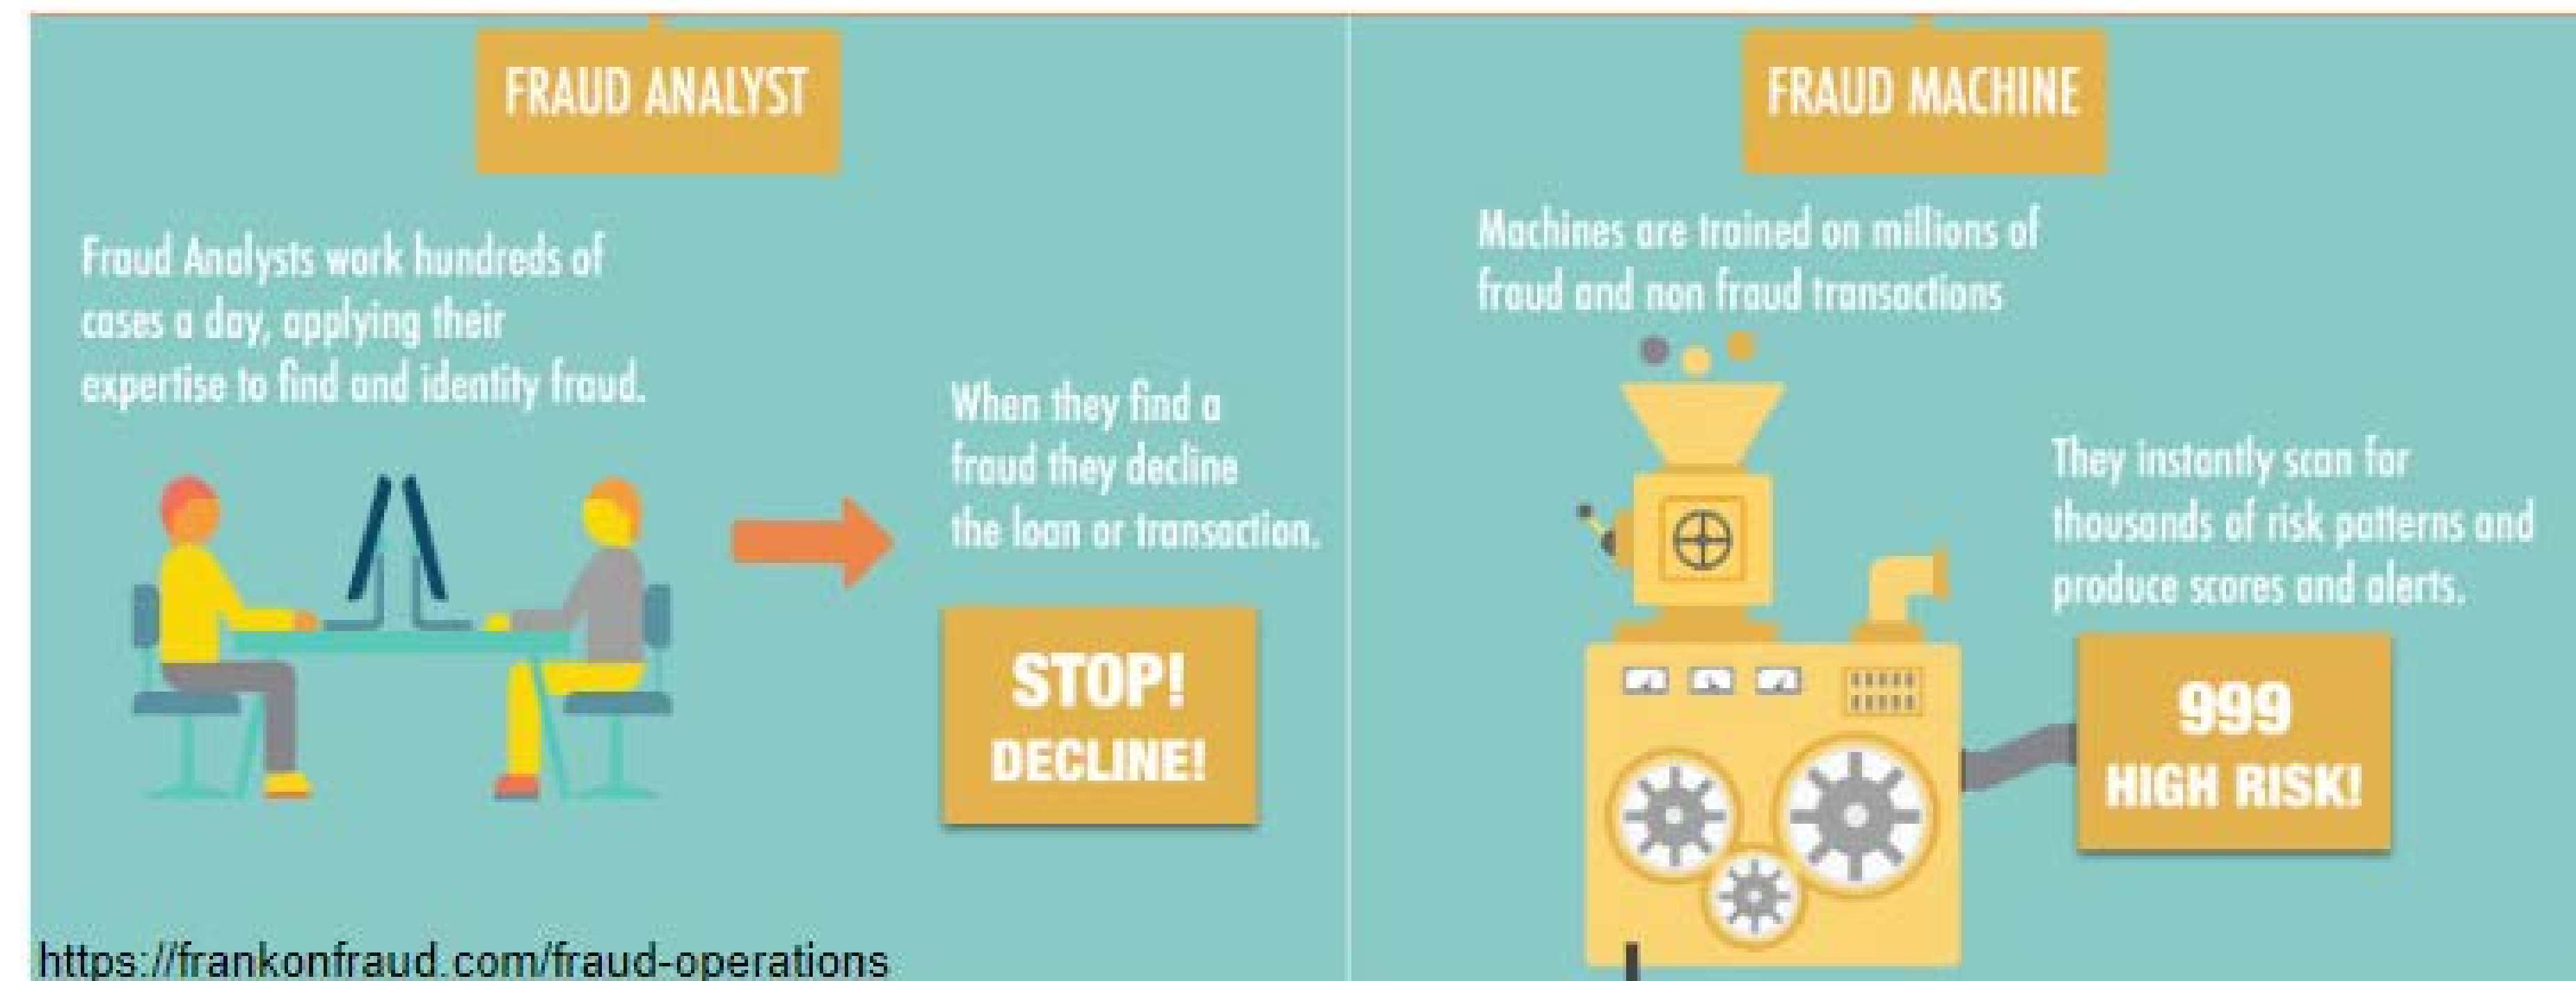 FRAUD ANALYST
Fraud Analysts work hundreds of
cases a day, applying their
expertise to find and identity fraud.
When they find a
fraud they decline
the loan or transaction.
STOP!
DECLINE!
FRAUD MACHINE
Machines are trained on millions of
fraud and non fraud transactions
They instantly scan for
thousands of risk patterns and
produce scores and alerts.
999
HIGH RISK!
https://frankonfraud.com/fraud-operations